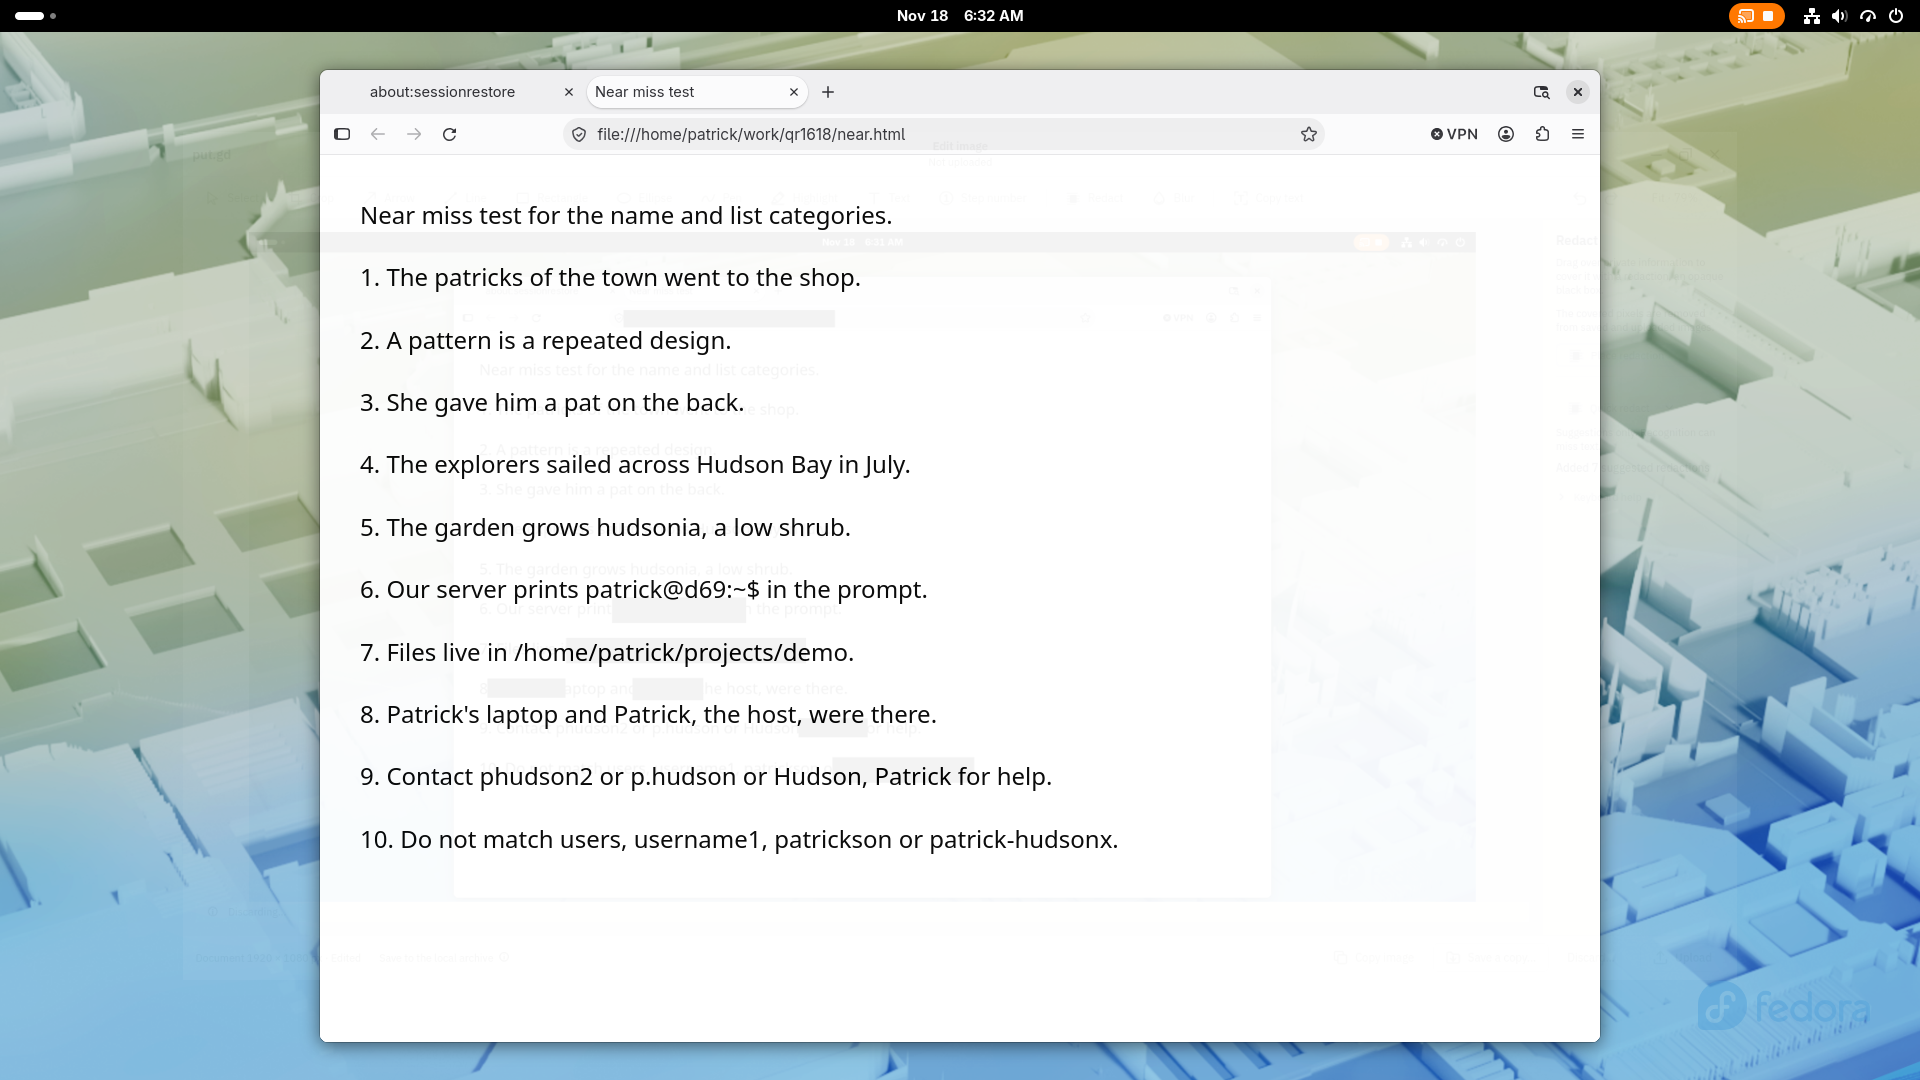 Nov 18 6:32 AM
about:sessionrestore
Near miss test
file:///home/patrick/work/qr1618/near.html
VPN
Near miss test for the name and list categories.
1. The patricks of the town went to the shop.
2. A pattern is a repeated design.
3. She gave him a pat on the back.
4. The explorers sailed across Hudson Bay in July.
5. The garden grows hudsonia, a low shrub.
6. Our server prints patrick@d69:~$ in the prompt.
7. Files live in /home/patrick/projects/demo.
8. Patrick's laptop and Patrick, the host, were there.
9. Contact phudson2 or p.hudson or Hudson, Patrick for help.
10. Do not match users, username1, patrickson or patrick-hudsonx.
fedora